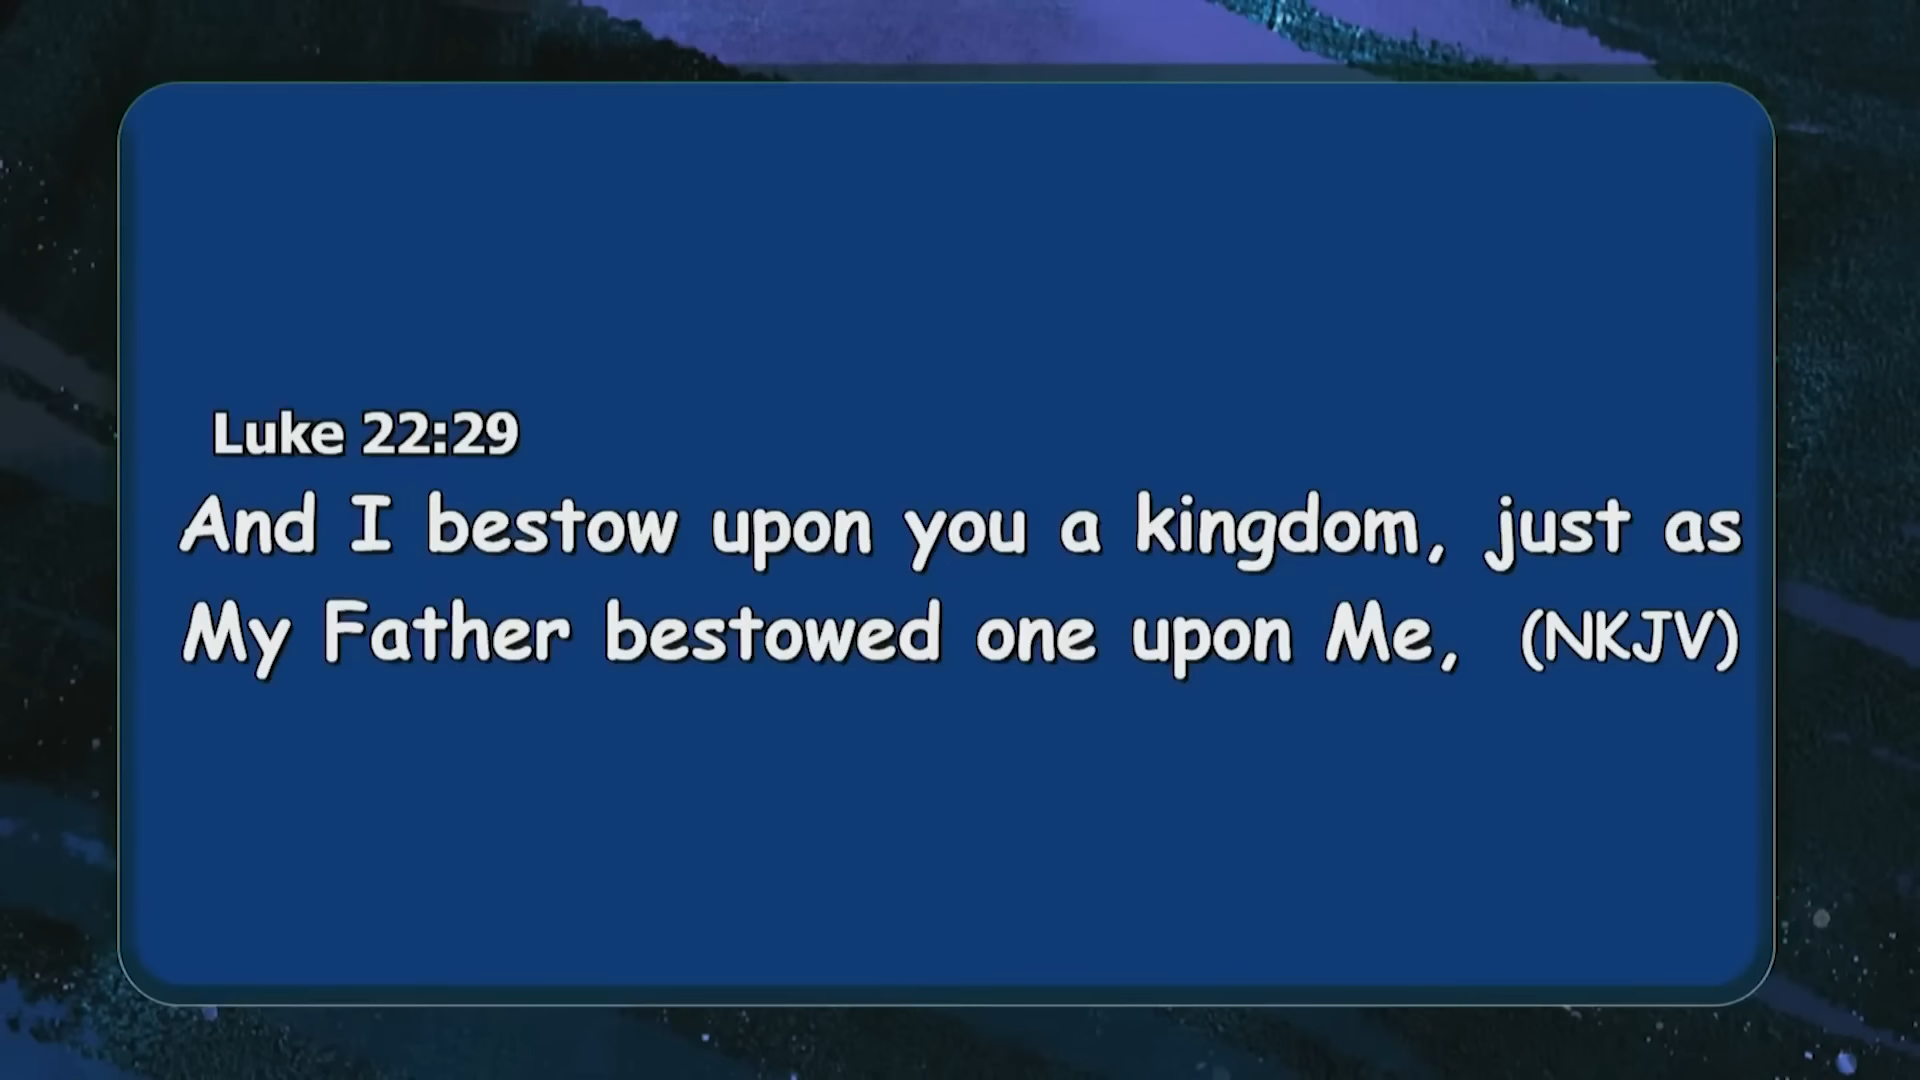 Luke 22:29
And I bestow upon you a kingdom, just as
My Father bestowed one upon Me, (NKJV)